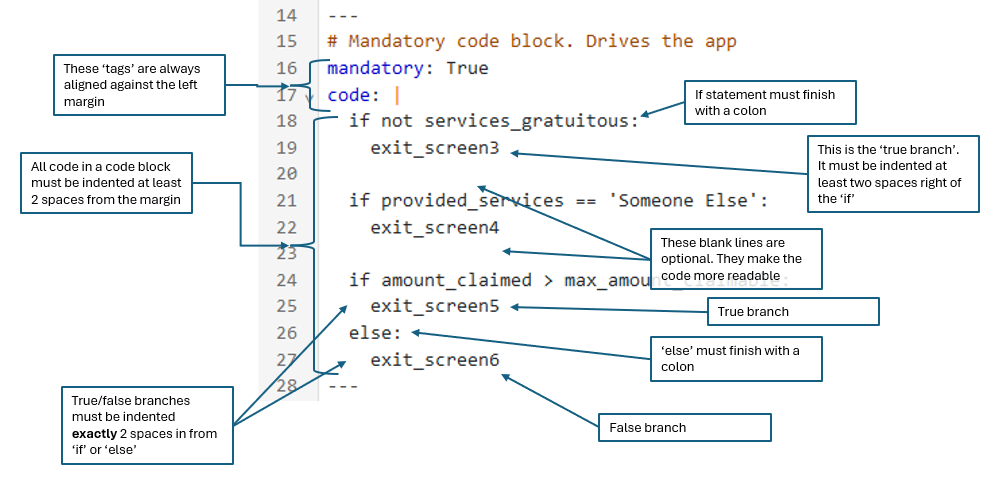 14 ---
15 # Mandatory code block. Drives the app
16 mandatory: True
17 code: |
18 if not services_gratuitous:
19 exit_screen3
20
21 if provided_services == 'Someone Else':
22 exit_screen4
23
24 if amount_claimed > max_amount_claimable:
25 exit_screen5
26 else:
27 exit_screen6
28 ---
These ‘tags’ are always
aligned against the left
margin
All code in a code block
must be indented at least
2 spaces from the margin
True/false branches
must be indented
exactly 2 spaces in from
‘if’ or ‘else’
If statement must finish
with a colon
This is the ‘true branch’.
It must be indented at
least two spaces right of
the ‘if’
These blank lines are
optional. They make the
code more readable
True branch
‘else’ must finish with a
colon
False branch